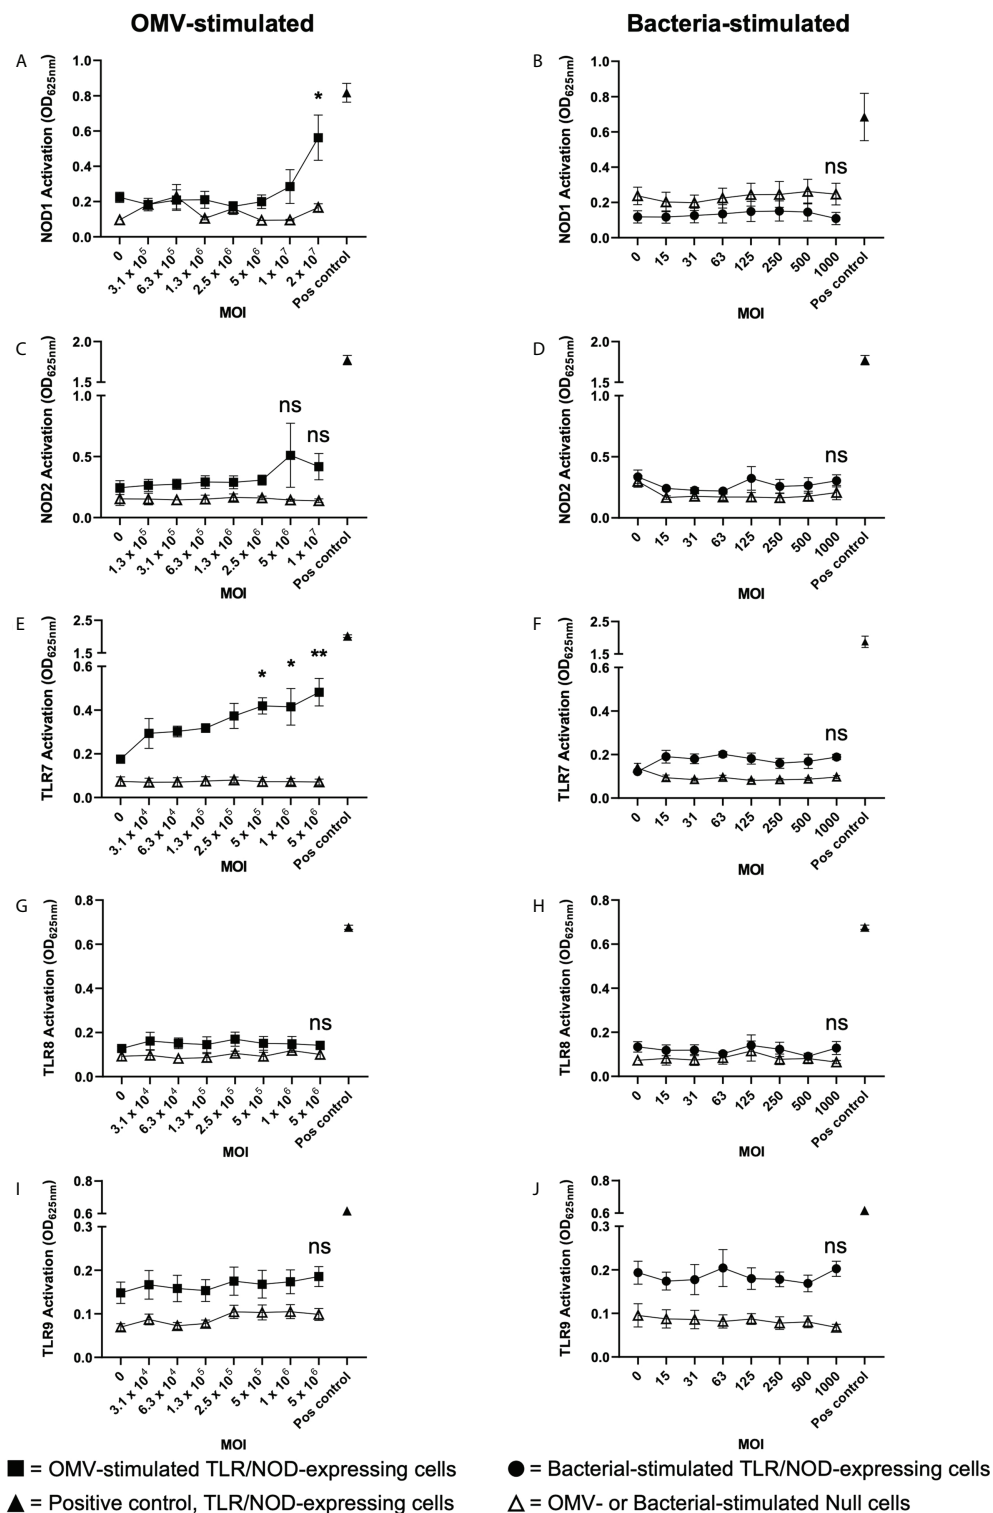 OMV-stimulated
Bacteria-stimulated
A
NOD1 Activation (OD625nm)
1.0
0.8
0.6
0.4
0.2
0.0
*
0
3.1 x 10^5
6.3 x 10^5
1.3 x 10^6
2.5 x 10^6
5 x 10^6
1 x 10^7
2 x 10^7
Pos control
MOI
B
NOD1 Activation (OD625nm)
1.0
0.8
0.6
0.4
0.2
0.0
ns
0
15
31
63
125
250
500
1000
Pos control
MOI
C
NOD2 Activation (OD625nm)
2.0
1.5
1.0
0.5
0.0
ns
ns
0
1.3 x 10^5
3.1 x 10^5
6.3 x 10^5
1.3 x 10^6
2.5 x 10^6
5 x 10^6
1 x 10^7
Pos control
MOI
D
NOD2 Activation (OD625nm)
2.0
1.5
1.0
0.5
0.0
ns
0
15
31
63
125
250
500
1000
Pos control
MOI
E
TLR7 Activation (OD625nm)
2.5
1.5
0.6
0.4
0.2
0.0
*
*
**
0
3.1 x 10^4
6.3 x 10^4
1.3 x 10^5
2.5 x 10^5
5 x 10^5
1 x 10^6
5 x 10^6
Pos control
MOI
F
TLR7 Activation (OD625nm)
2.5
1.5
0.6
0.4
0.2
0.0
ns
0
15
31
63
125
250
500
1000
Pos control
MOI
G
TLR8 Activation (OD625nm)
0.8
0.6
0.4
0.2
0.0
ns
0
3.1 x 10^4
6.3 x 10^4
1.3 x 10^5
2.5 x 10^5
5 x 10^5
1 x 10^6
5 x 10^6
Pos control
MOI
H
TLR8 Activation (OD625nm)
0.8
0.6
0.4
0.2
0.0
ns
0
15
31
63
125
250
500
1000
Pos control
MOI
I
TLR9 Activation (OD625nm)
0.8
0.6
0.3
0.2
0.1
0.0
ns
0
3.1 x 10^4
6.3 x 10^4
1.3 x 10^5
2.5 x 10^5
5 x 10^5
1 x 10^6
5 x 10^6
Pos control
MOI
J
TLR9 Activation (OD625nm)
0.8
0.6
0.3
0.2
0.1
0.0
ns
0
15
31
63
125
250
500
1000
Pos control
MOI
■ = OMV-stimulated TLR/NOD-expressing cells
● = Bacterial-stimulated TLR/NOD-expressing cells
▲ = Positive control, TLR/NOD-expressing cells
△ = OMV- or Bacterial-stimulated Null cells